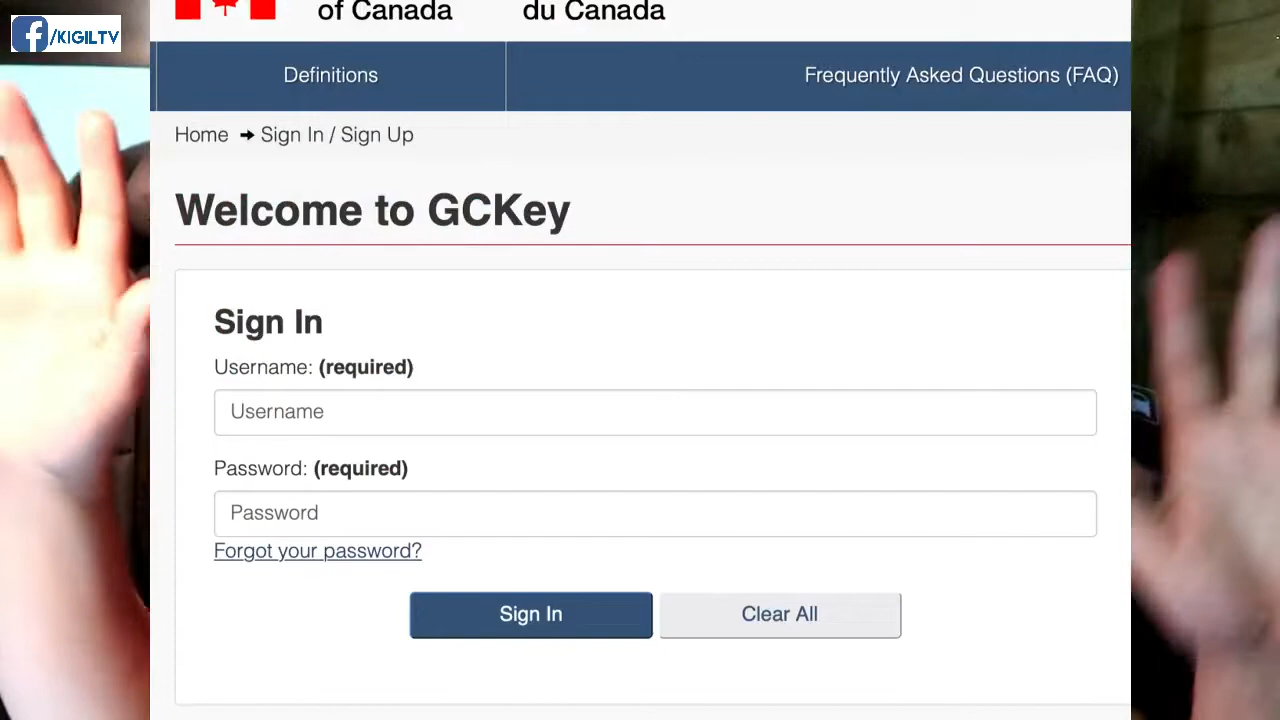 f/KIGILTV
of Canada
du Canada
Definitions
Frequently Asked Questions (FAQ)
Home → Sign In / Sign Up
Welcome to GCKey
Sign In
Username: (required)
Username
Password: (required)
Password
Forgot your password?
Sign In
Clear All